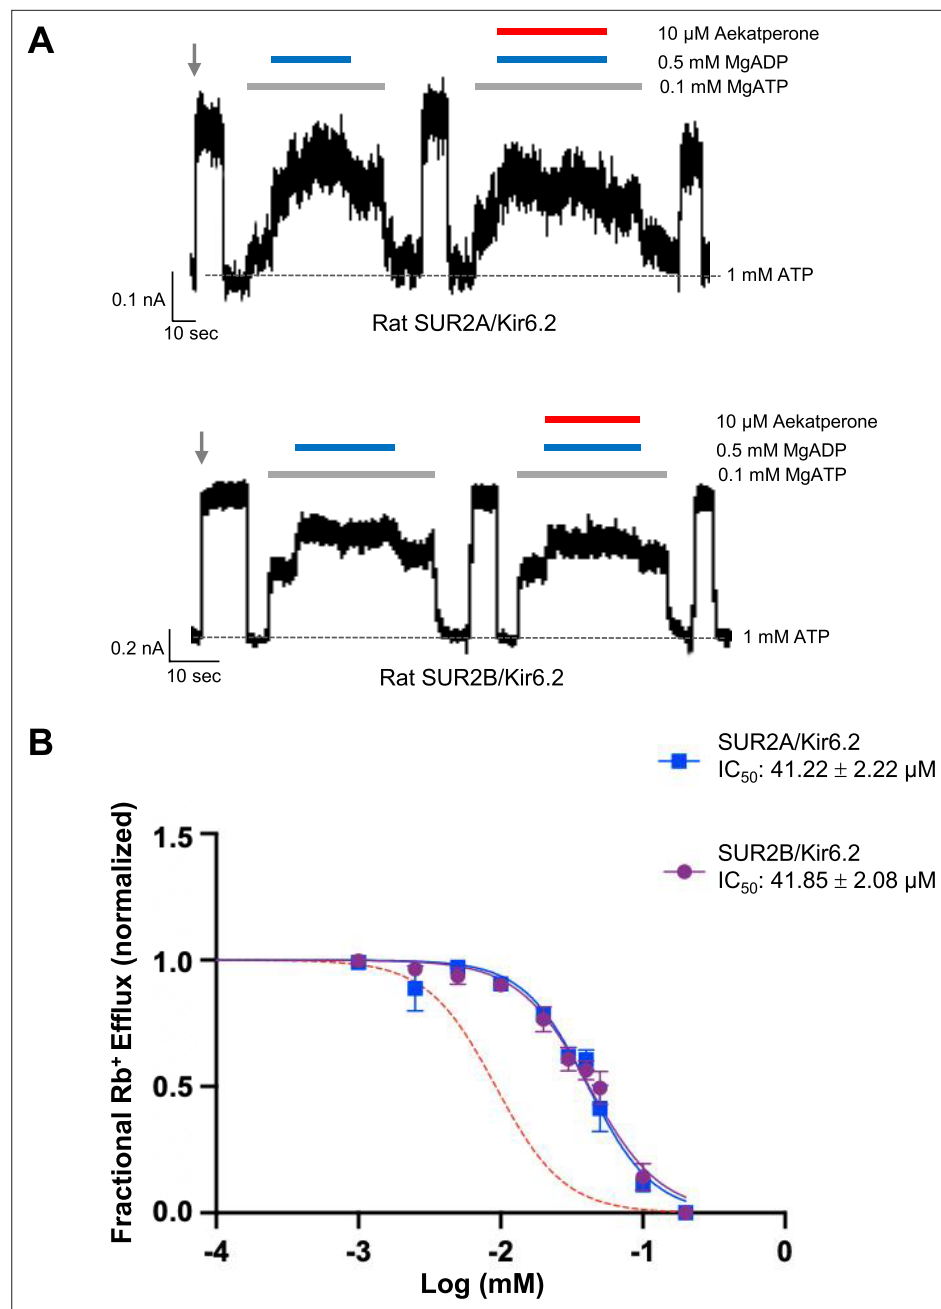 A
10 μM Aekatperone
0.5 mM MgADP
0.1 mM MgATP
1 mM ATP
0.1 nA
10 sec
Rat SUR2A/Kir6.2
10 μM Aekatperone
0.5 mM MgADP
0.1 mM MgATP
1 mM ATP
0.2 nA
10 sec
Rat SUR2B/Kir6.2
B
SUR2A/Kir6.2
IC50: 41.22 ± 2.22 μM
SUR2B/Kir6.2
IC50: 41.85 ± 2.08 μM
Fractional Rb+ Efflux (normalized)
1.5
1.0
0.5
0.0
-4 -3 -2 -1 0
Log (mM)